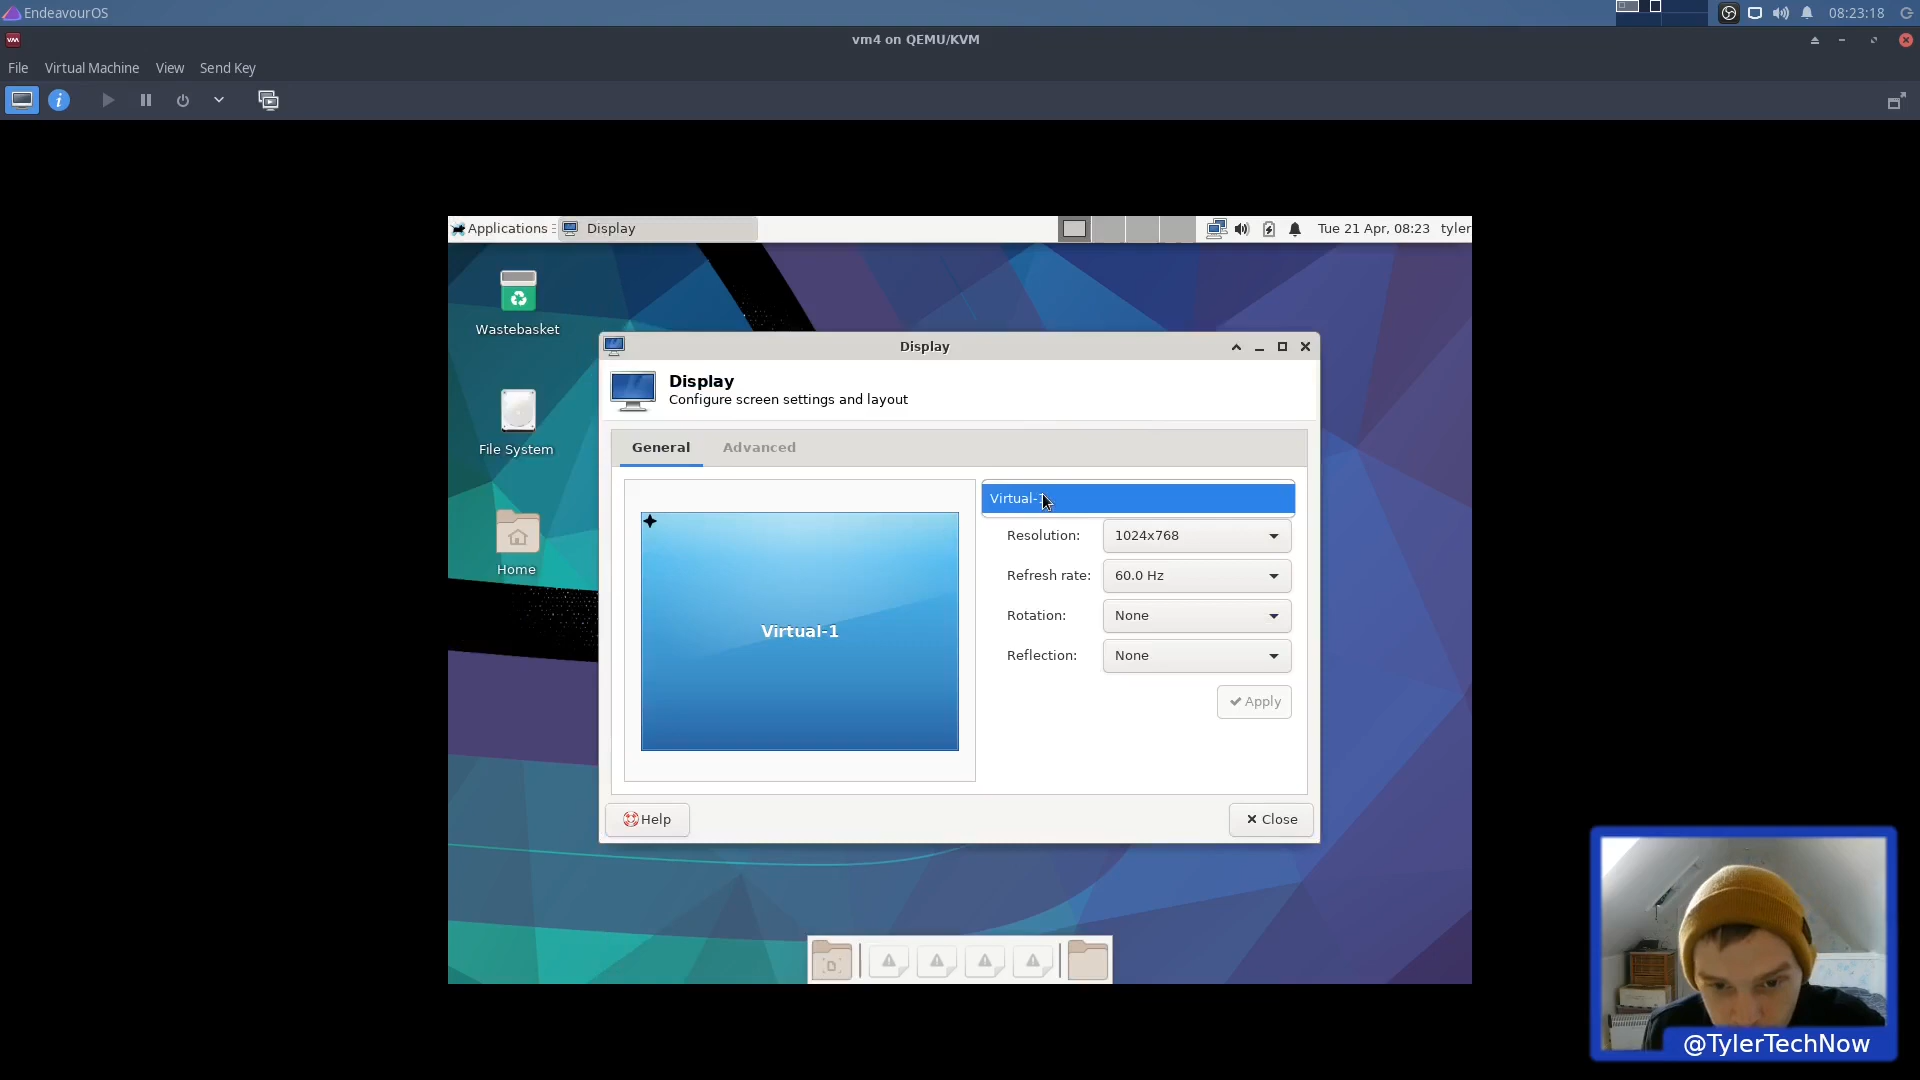 EndeavourOS
08:23:18
vm4 on QEMU/KVM
File Virtual Machine View Send Key
Applications Display Tue 21 Apr, 08:23 tyler
Wastebasket
File System
Home
Display
Display
Configure screen settings and layout
General Advanced
Virtual-1
Virtual-
Resolution: 1024x768
Refresh rate: 60.0 Hz
Rotation: None
Reflection: None
Apply
Help Close
@TylerTechNow